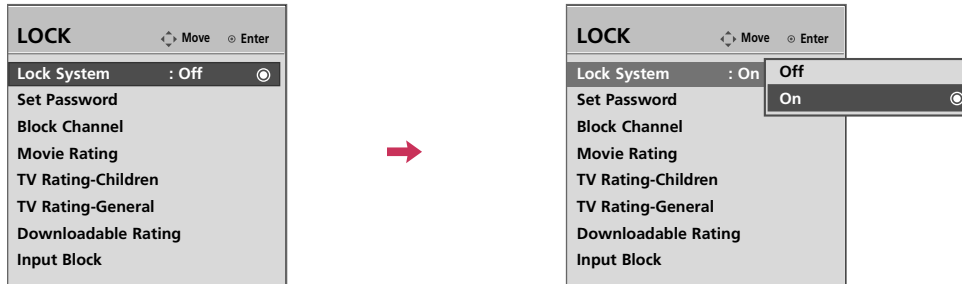 LOCK Move Enter
Lock System : Off
Set Password
Block Channel
Movie Rating
TV Rating-Children
TV Rating-General
Downloadable Rating
Input Block
LOCK Move Enter
Lock System : On
Off
On
Set Password
Block Channel
Movie Rating
TV Rating-Children
TV Rating-General
Downloadable Rating
Input Block